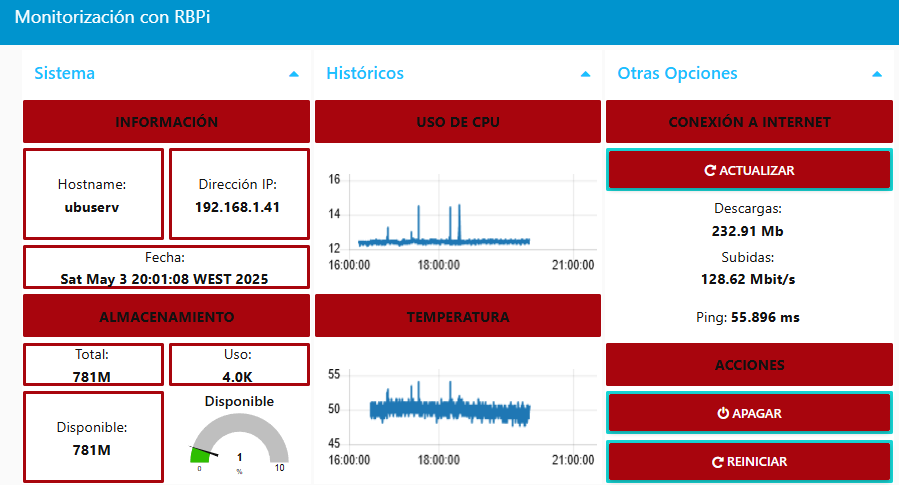 Monitorización con RBPi
Sistema
INFORMACIÓN
Hostname:
ubuserv
Dirección IP:
192.168.1.41
Fecha:
Sat May 3 20:01:08 WEST 2025
ALMACENAMIENTO
Total:
781M
Uso:
4.0K
Disponible:
781M
Disponible
1
%
0
10
Históricos
USO DE CPU
16
14
12
16:00:00
18:00:00
21:00:00
TEMPERATURA
55
50
45
16:00:00
18:00:00
21:00:00
Otras Opciones
CONEXIÓN A INTERNET
ACTUALIZAR
Descargas:
232.91 Mb
Subidas:
128.62 Mbit/s
Ping: 55.896 ms
ACCIONES
APAGAR
REINICIAR